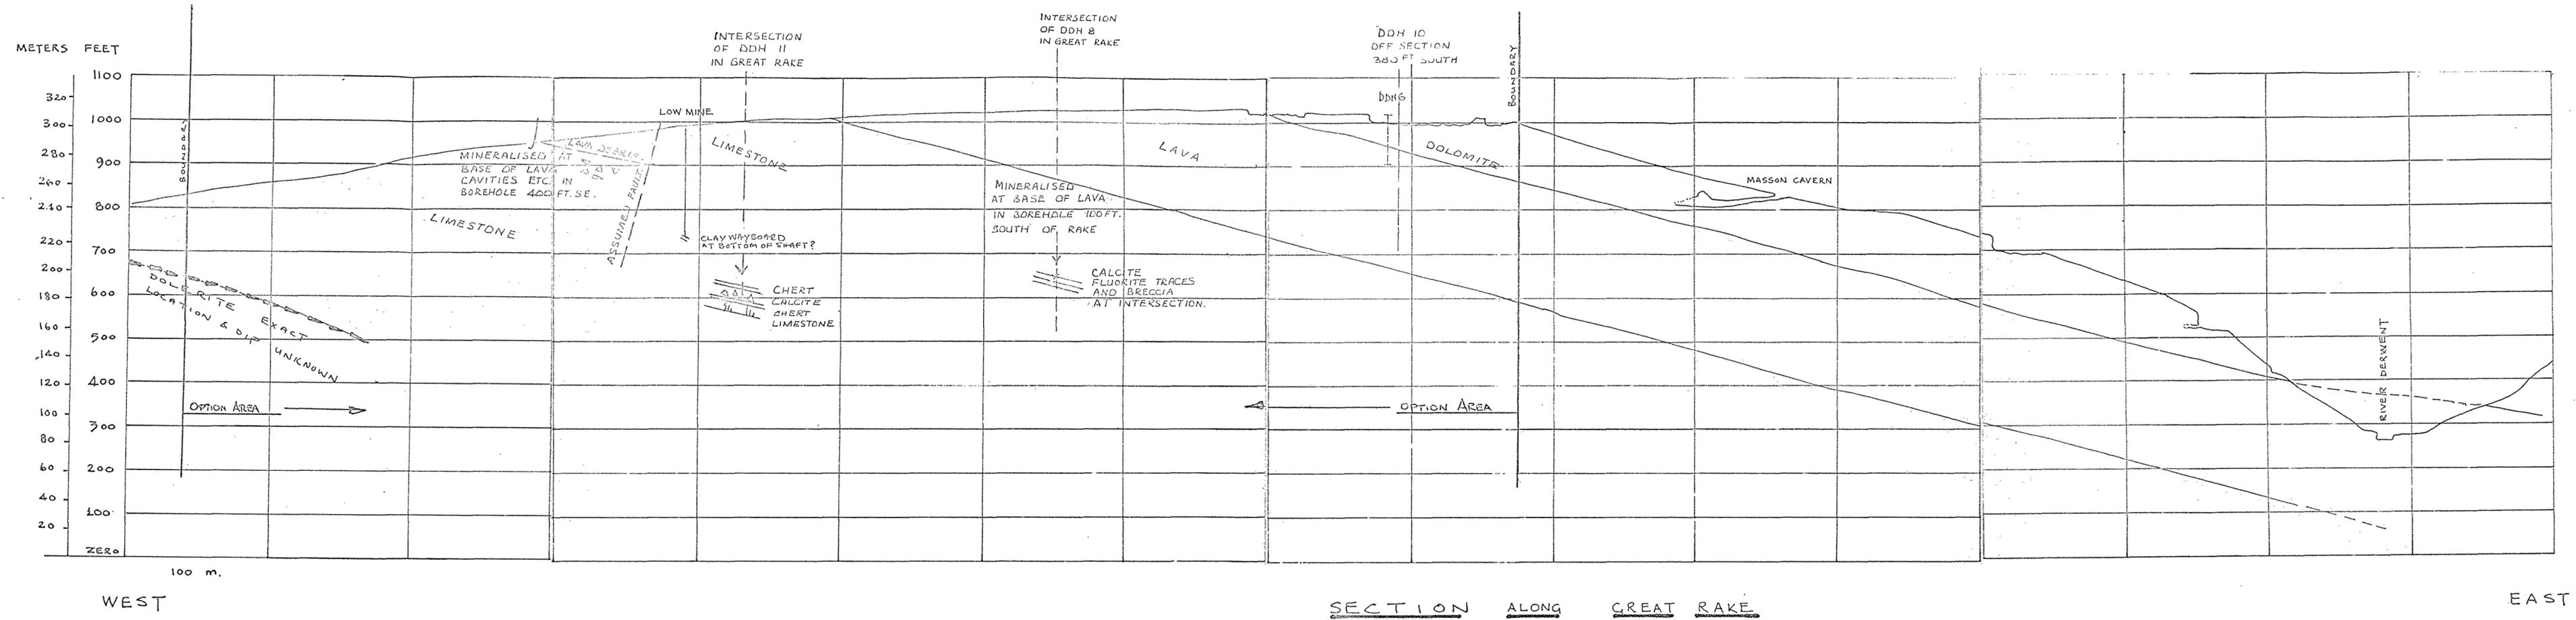 METERS FEET
1100
1000
900
800
700
600
500
400
300
200
100
ZERO
320
300
280
260
240
220
200
180
160
140
120
100
80
60
40
20
100 m.
WEST
BOUNDARY
DOLERITE EXACT
LOCATION & DIP UNKNOWN
OPTION AREA
LIMESTONE
MINERALISED AT
BASE OF LAVA
CAVITIES ETC. IN
BOREHOLE 400 FT. SE.
LAVA DEBRIS
ASSUMED FAULT
LOW MINE
INTERSECTION
OF DDH 11
IN GREAT RAKE
LIMESTONE
CLAY WAYBOARD
AT BOTTOM OF SHAFT?
CHERT
CALCITE
CHERT
LIMESTONE
INTERSECTION
OF DDH 8
IN GREAT RAKE
MINERALISED
AT BASE OF LAVA
IN BOREHOLE 100 FT.
SOUTH OF RAKE
CALCITE
FLUORITE TRACES
AND BRECCIA
AT INTERSECTION.
LAVA
DDH 10
OFF SECTION
380 FT SOUTH
DDH6
DOLOMITE
BOUNDARY
OPTION AREA
MASSON CAVERN
RIVER DERWENT
SECTION ALONG GREAT RAKE
EAST